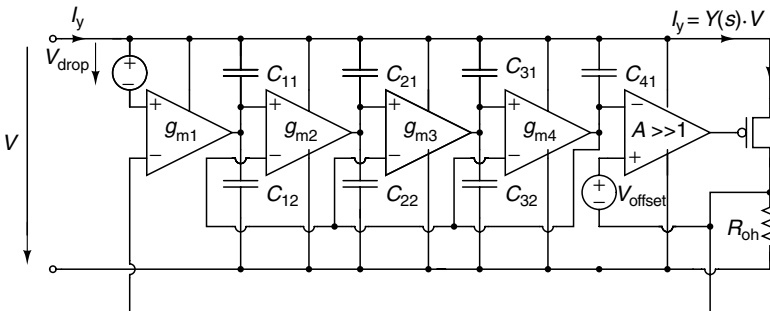 I_y
I_y = Y(s)·V
V_drop
+
−
C_11
C_21
C_31
C_41
+
−
g_m1
+
−
g_m2
+
−
g_m3
+
−
g_m4
−
+
A >>1
V
C_12
C_22
C_32
+
−
V_offset
R_oh